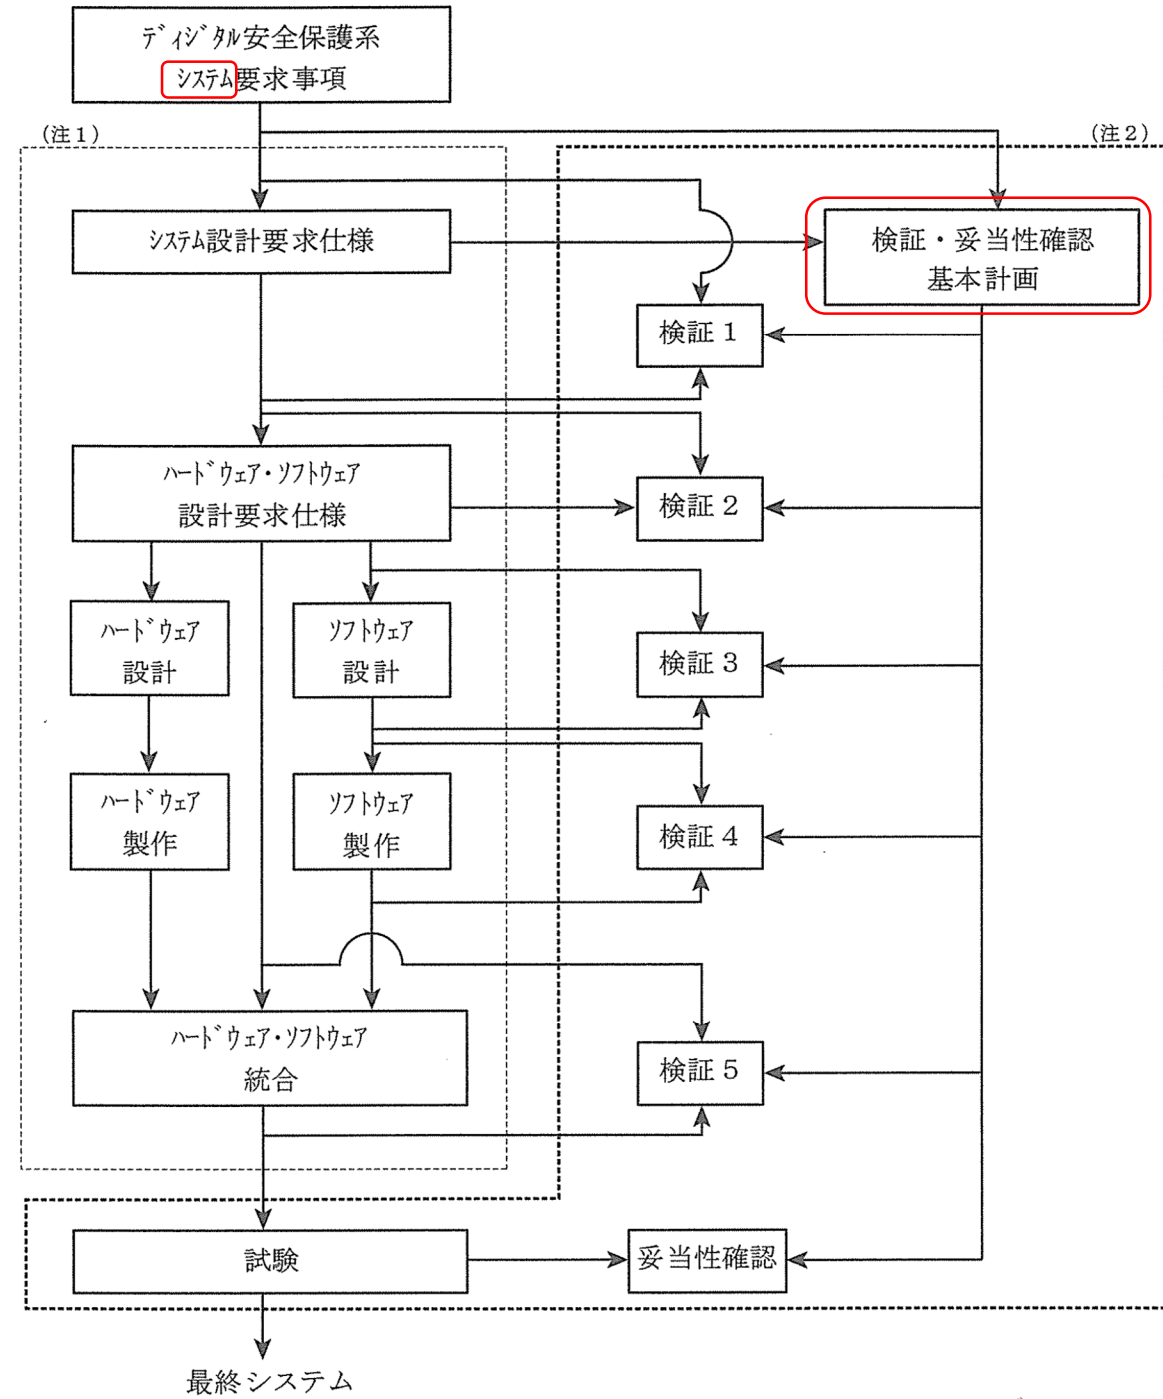 ﾃﾞｨｼﾞﾀﾙ安全保護系
ｼｽﾃﾑ要求事項
(注１)
(注２)
ｼｽﾃﾑ設計要求仕様
検証・妥当性確認
基本計画
検証１
ﾊｰﾄﾞｳｪｱ・ｿﾌﾄｳｪｱ
設計要求仕様
検証２
ﾊｰﾄﾞｳｪｱ
設計
ｿﾌﾄｳｪｱ
設計
検証３
ﾊｰﾄﾞｳｪｱ
製作
ｿﾌﾄｳｪｱ
製作
検証４
ﾊｰﾄﾞｳｪｱ・ｿﾌﾄｳｪｱ
統合
検証５
試験
妥当性確認
最終システム